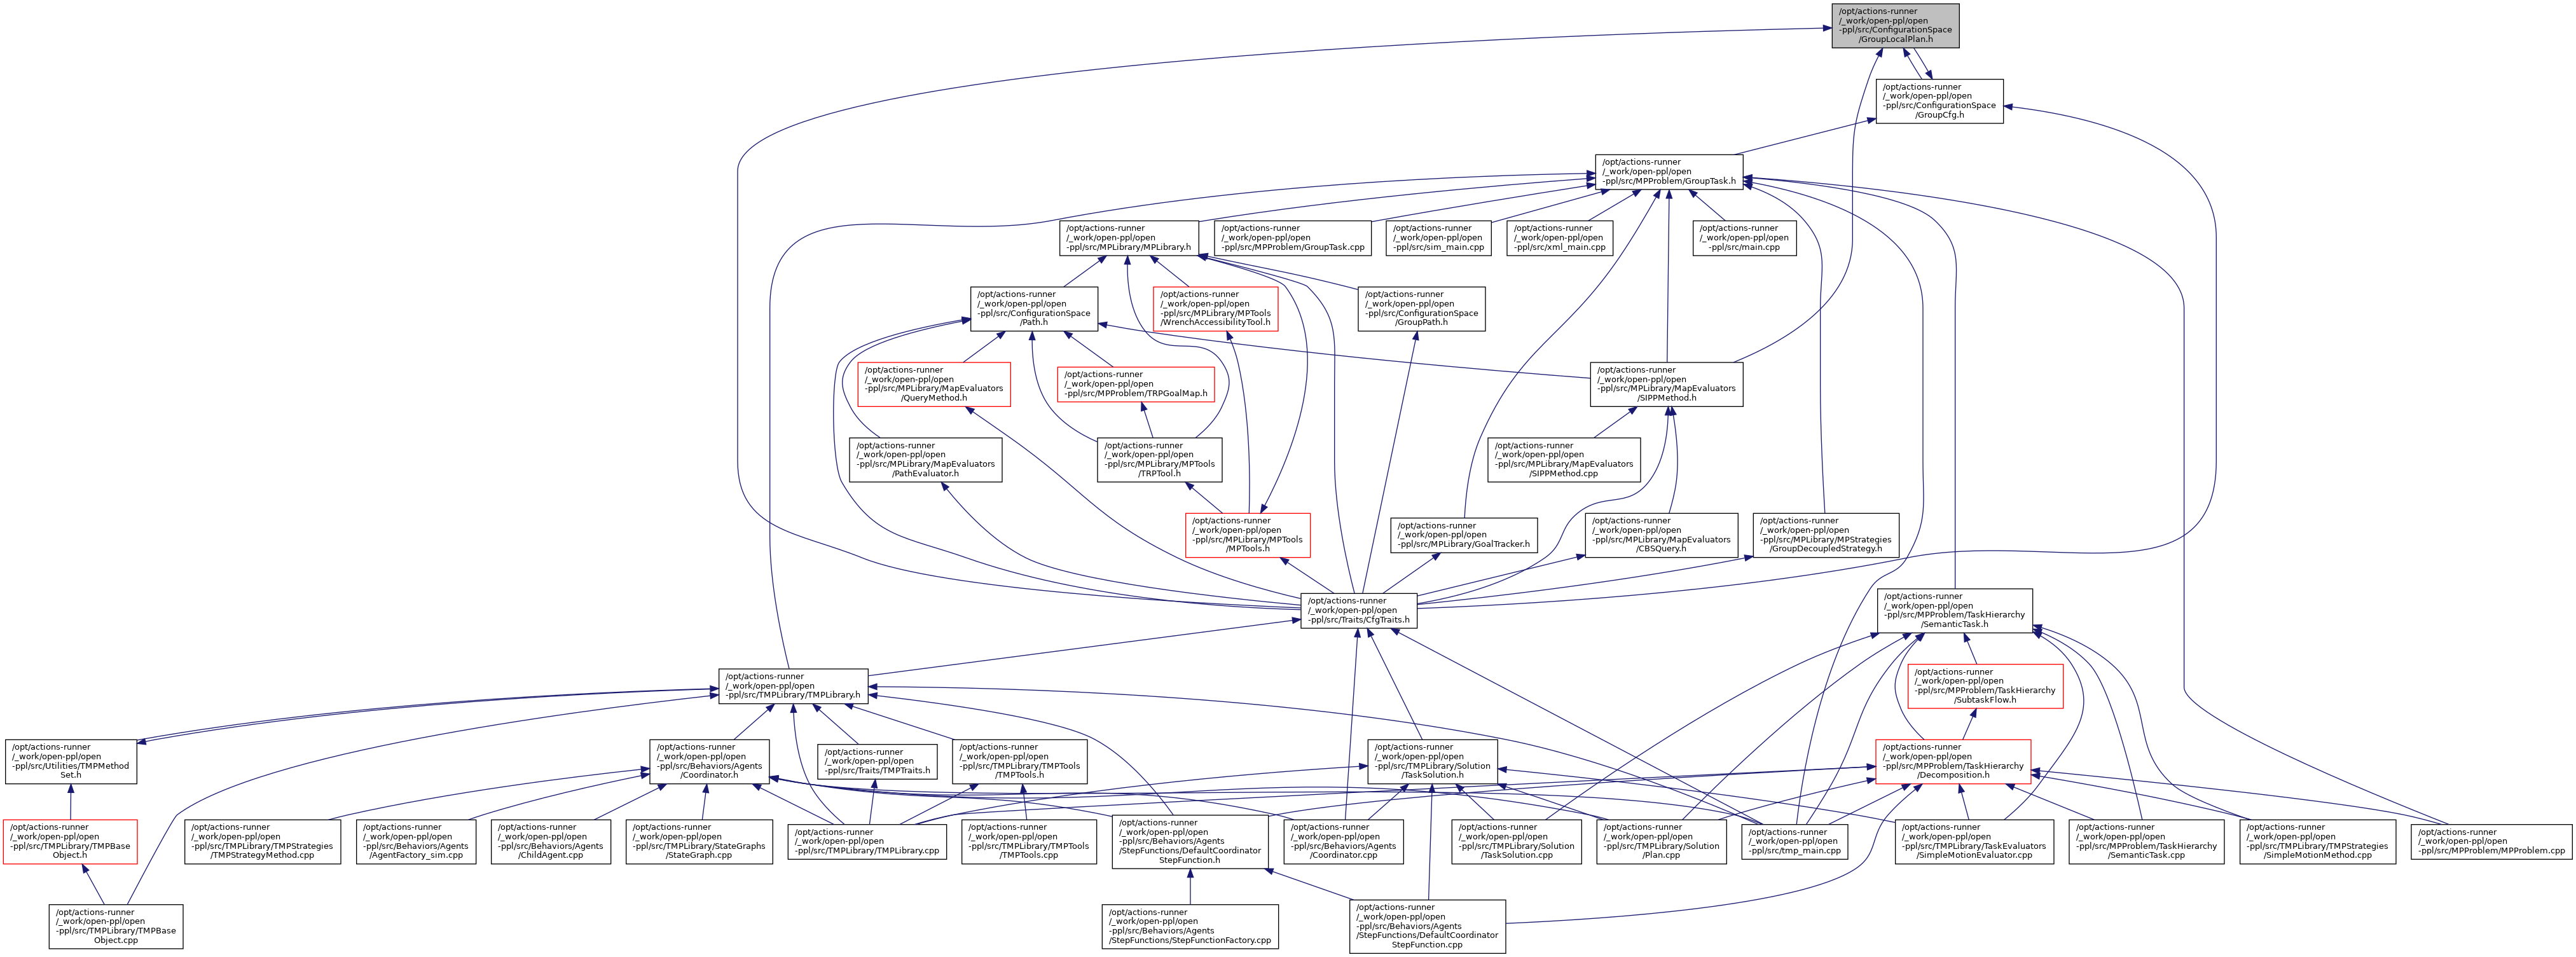 /opt/actions-runner
/_work/open-ppl/open
-ppl/src/ConfigurationSpace
/GroupLocalPlan.h
/opt/actions-runner
/_work/open-ppl/open
-ppl/src/ConfigurationSpace
/GroupCfg.h
/opt/actions-runner
/_work/open-ppl/open
-ppl/src/MPProblem/GroupTask.h
/opt/actions-runner
/_work/open-ppl/open
-ppl/src/MPLibrary/MPLibrary.h
/opt/actions-runner
/_work/open-ppl/open
-ppl/src/MPProblem/GroupTask.cpp
/opt/actions-runner
/_work/open-ppl/open
-ppl/src/sim_main.cpp
/opt/actions-runner
/_work/open-ppl/open
-ppl/src/xml_main.cpp
/opt/actions-runner
/_work/open-ppl/open
-ppl/src/main.cpp
/opt/actions-runner
/_work/open-ppl/open
-ppl/src/ConfigurationSpace
/Path.h
/opt/actions-runner
/_work/open-ppl/open
-ppl/src/MPLibrary/MPTools
/WrenchAccessibilityTool.h
/opt/actions-runner
/_work/open-ppl/open
-ppl/src/ConfigurationSpace
/GroupPath.h
/opt/actions-runner
/_work/open-ppl/open
-ppl/src/MPLibrary/MapEvaluators
/QueryMethod.h
/opt/actions-runner
/_work/open-ppl/open
-ppl/src/MPProblem/TRPGoalMap.h
/opt/actions-runner
/_work/open-ppl/open
-ppl/src/MPLibrary/MapEvaluators
/SIPPMethod.h
/opt/actions-runner
/_work/open-ppl/open
-ppl/src/MPLibrary/MapEvaluators
/PathEvaluator.h
/opt/actions-runner
/_work/open-ppl/open
-ppl/src/MPLibrary/MPTools
/TRPTool.h
/opt/actions-runner
/_work/open-ppl/open
-ppl/src/MPLibrary/MapEvaluators
/SIPPMethod.cpp
/opt/actions-runner
/_work/open-ppl/open
-ppl/src/MPLibrary/MPTools
/MPTools.h
/opt/actions-runner
/_work/open-ppl/open
-ppl/src/MPLibrary/GoalTracker.h
/opt/actions-runner
/_work/open-ppl/open
-ppl/src/MPLibrary/MapEvaluators
/CBSQuery.h
/opt/actions-runner
/_work/open-ppl/open
-ppl/src/MPLibrary/MPStrategies
/GroupDecoupledStrategy.h
/opt/actions-runner
/_work/open-ppl/open
-ppl/src/Traits/CfgTraits.h
/opt/actions-runner
/_work/open-ppl/open
-ppl/src/MPProblem/TaskHierarchy
/SemanticTask.h
/opt/actions-runner
/_work/open-ppl/open
-ppl/src/TMPLibrary/TMPLibrary.h
/opt/actions-runner
/_work/open-ppl/open
-ppl/src/MPProblem/TaskHierarchy
/SubtaskFlow.h
/opt/actions-runner
/_work/open-ppl/open
-ppl/src/Utilities/TMPMethod
Set.h
/opt/actions-runner
/_work/open-ppl/open
-ppl/src/Behaviors/Agents
/Coordinator.h
/opt/actions-runner
/_work/open-ppl/open
-ppl/src/Traits/TMPTraits.h
/opt/actions-runner
/_work/open-ppl/open
-ppl/src/TMPLibrary/TMPTools
/TMPTools.h
/opt/actions-runner
/_work/open-ppl/open
-ppl/src/TMPLibrary/Solution
/TaskSolution.h
/opt/actions-runner
/_work/open-ppl/open
-ppl/src/MPProblem/TaskHierarchy
/Decomposition.h
/opt/actions-runner
/_work/open-ppl/open
-ppl/src/TMPLibrary/TMPBase
Object.h
/opt/actions-runner
/_work/open-ppl/open
-ppl/src/TMPLibrary/TMPStrategies
/TMPStrategyMethod.cpp
/opt/actions-runner
/_work/open-ppl/open
-ppl/src/Behaviors/Agents
/AgentFactory_sim.cpp
/opt/actions-runner
/_work/open-ppl/open
-ppl/src/Behaviors/Agents
/ChildAgent.cpp
/opt/actions-runner
/_work/open-ppl/open
-ppl/src/TMPLibrary/StateGraphs
/StateGraph.cpp
/opt/actions-runner
/_work/open-ppl/open
-ppl/src/TMPLibrary/TMPLibrary.cpp
/opt/actions-runner
/_work/open-ppl/open
-ppl/src/TMPLibrary/TMPTools
/TMPTools.cpp
/opt/actions-runner
/_work/open-ppl/open
-ppl/src/Behaviors/Agents
/StepFunctions/DefaultCoordinator
StepFunction.h
/opt/actions-runner
/_work/open-ppl/open
-ppl/src/Behaviors/Agents
/Coordinator.cpp
/opt/actions-runner
/_work/open-ppl/open
-ppl/src/TMPLibrary/Solution
/TaskSolution.cpp
/opt/actions-runner
/_work/open-ppl/open
-ppl/src/TMPLibrary/Solution
/Plan.cpp
/opt/actions-runner
/_work/open-ppl/open
-ppl/src/tmp_main.cpp
/opt/actions-runner
/_work/open-ppl/open
-ppl/src/TMPLibrary/TaskEvaluators
/SimpleMotionEvaluator.cpp
/opt/actions-runner
/_work/open-ppl/open
-ppl/src/MPProblem/TaskHierarchy
/SemanticTask.cpp
/opt/actions-runner
/_work/open-ppl/open
-ppl/src/TMPLibrary/TMPStrategies
/SimpleMotionMethod.cpp
/opt/actions-runner
/_work/open-ppl/open
-ppl/src/MPProblem/MPProblem.cpp
/opt/actions-runner
/_work/open-ppl/open
-ppl/src/TMPLibrary/TMPBase
Object.cpp
/opt/actions-runner
/_work/open-ppl/open
-ppl/src/Behaviors/Agents
/StepFunctions/StepFunctionFactory.cpp
/opt/actions-runner
/_work/open-ppl/open
-ppl/src/Behaviors/Agents
/StepFunctions/DefaultCoordinator
StepFunction.cpp